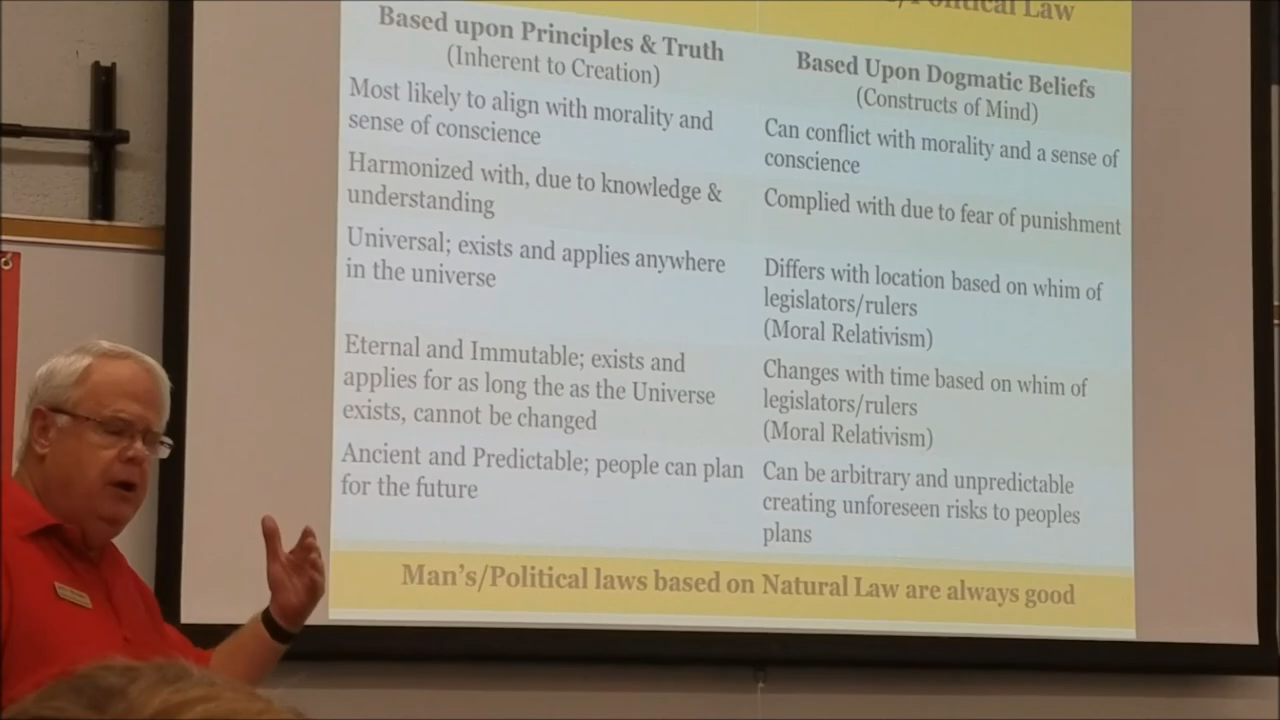 /Political Law
Based upon Principles & Truth
(Inherent to Creation)
Based Upon Dogmatic Beliefs
(Constructs of Mind)
Most likely to align with morality and
sense of conscience
Can conflict with morality and a sense of
conscience
Harmonized with, due to knowledge &
understanding
Complied with due to fear of punishment
Universal; exists and applies anywhere
in the universe
Differs with location based on whim of
legislators/rulers
(Moral Relativism)
Eternal and Immutable; exists and
applies for as long the as the Universe
exists, cannot be changed
Changes with time based on whim of
legislators/rulers
(Moral Relativism)
Ancient and Predictable; people can plan
for the future
Can be arbitrary and unpredictable
creating unforeseen risks to peoples
plans
Man's/Political laws based on Natural Law are always good